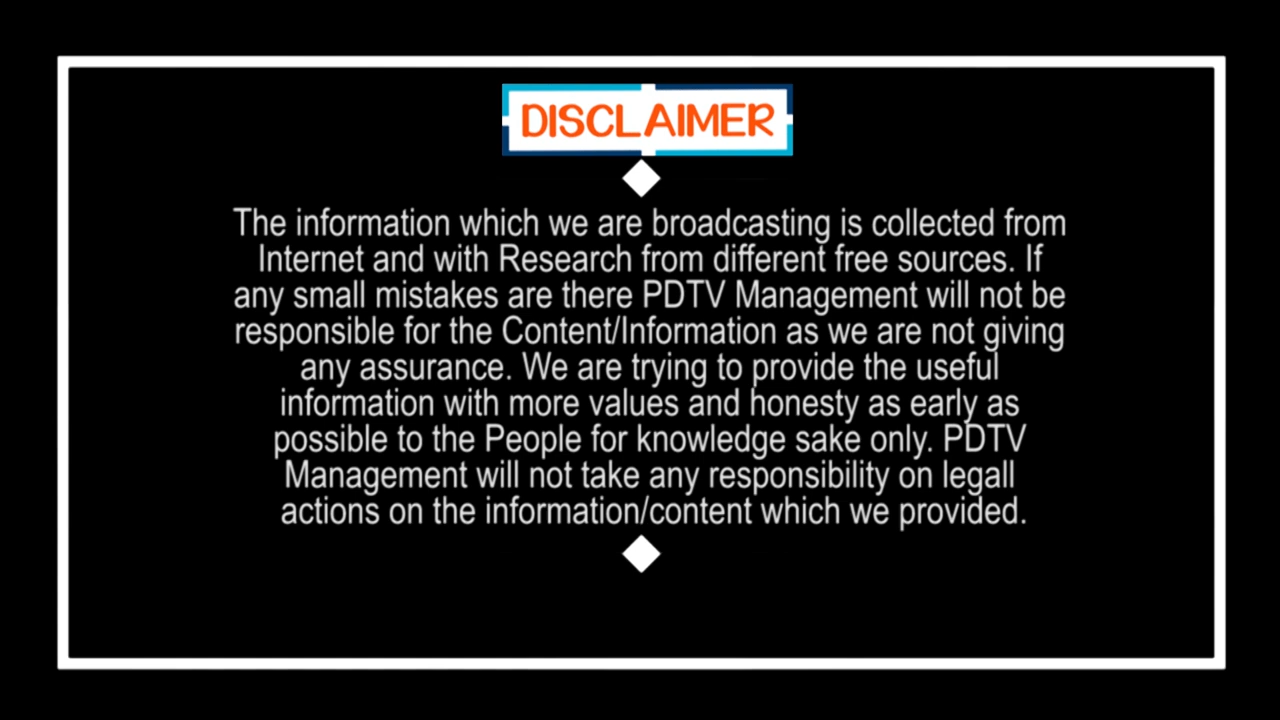 DISCLAIMER
The information which we are broadcasting is collected from
Internet and with Research from different free sources. If
any small mistakes are there PDTV Management will not be
responsible for the Content/Information as we are not giving
any assurance. We are trying to provide the useful
information with more values and honesty as early as
possible to the People for knowledge sake only. PDTV
Management will not take any responsibility on legall
actions on the information/content which we provided.